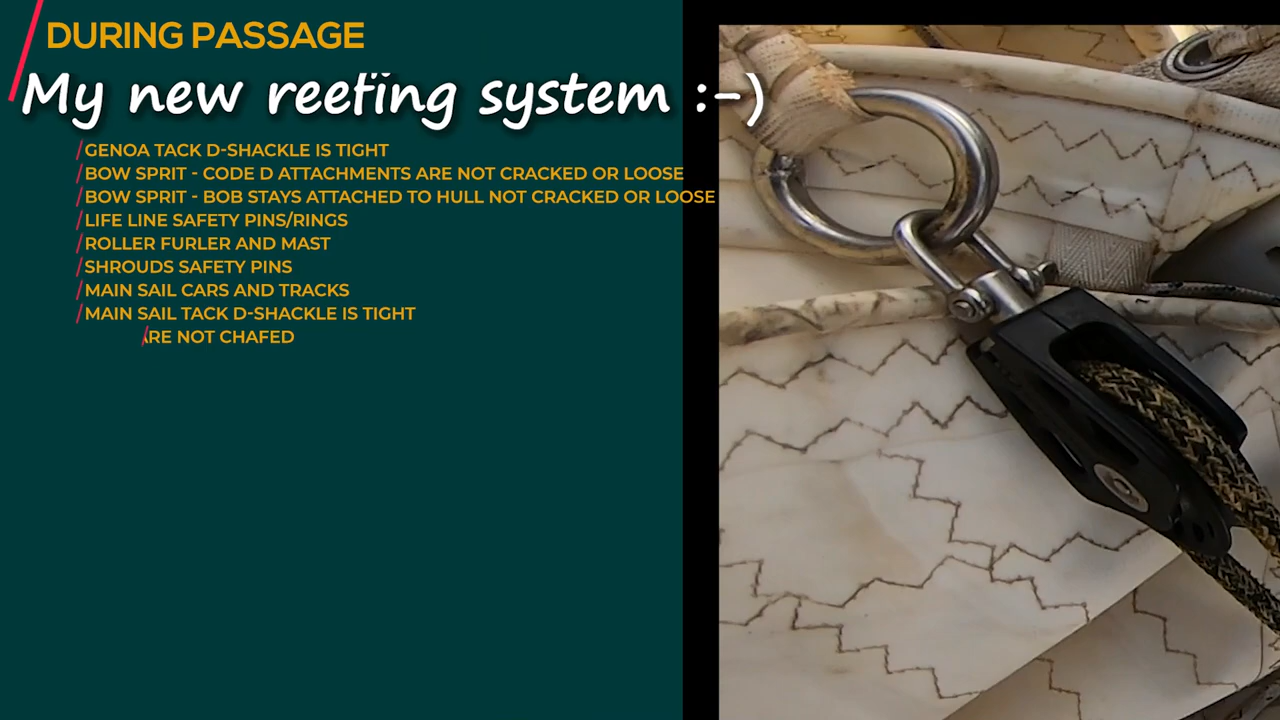 DURING PASSAGE
My new reefing system :-)
GENOA TACK D-SHACKLE IS TIGHT
BOW SPRIT - CODE D ATTACHMENTS ARE NOT CRACKED OR LOOSE
BOW SPRIT - BOB STAYS ATTACHED TO HULL NOT CRACKED OR LOOSE
LIFE LINE SAFETY PINS/RINGS
ROLLER FURLER AND MAST
SHROUDS SAFETY PINS
MAIN SAIL CARS AND TRACKS
MAIN SAIL TACK D-SHACKLE IS TIGHT
ARE NOT CHAFED